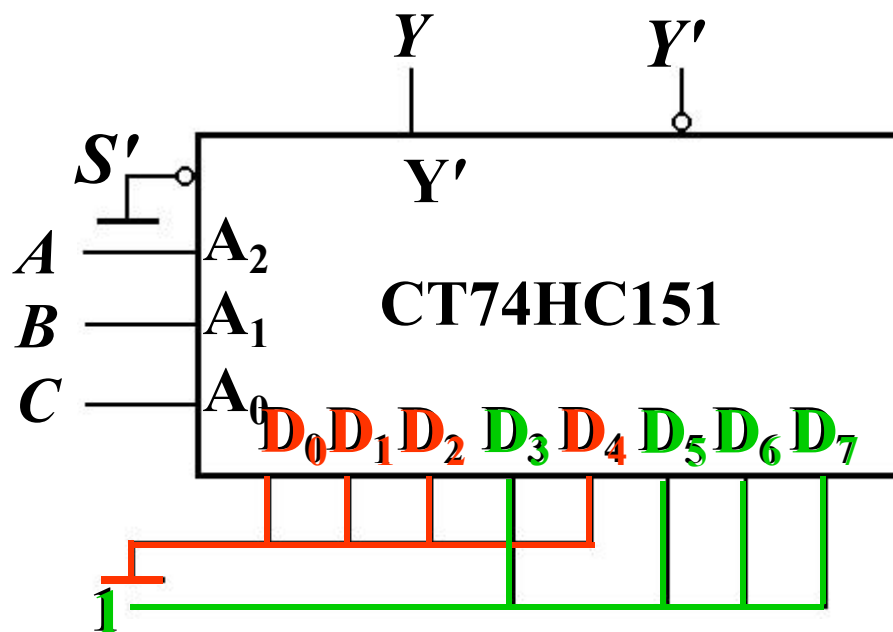 Y Y'
S'
Y'
A A₂
CT74HC151
B A₁
C A₀
D₀ D₁ D₂ D₃ D₄ D₅ D₆ D₇
1